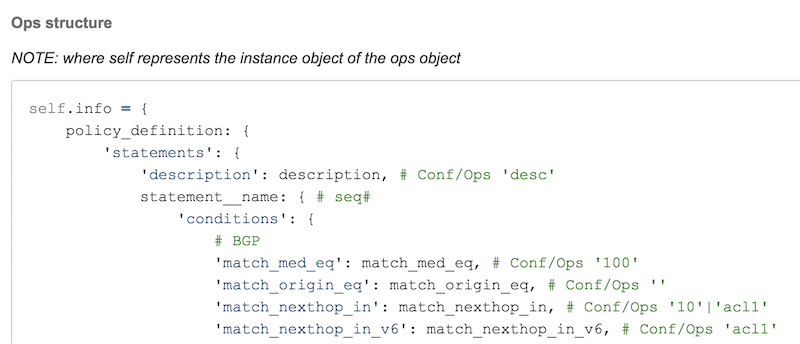 Ops structure
NOTE: where self represents the instance object of the ops object
self.info = {
policy_definition: {
'statements': {
'description': description, # Conf/Ops 'desc'
statement__name: { # seq#
'conditions': {
# BGP
'match_med_eq': match_med_eq, # Conf/Ops '100'
'match_origin_eq': match_origin_eq, # Conf/Ops ''
'match_nexthop_in': match_nexthop_in, # Conf/Ops '10'|'acl1'
'match_nexthop_in_v6': match_nexthop_in_v6, # Conf/Ops 'acl1'